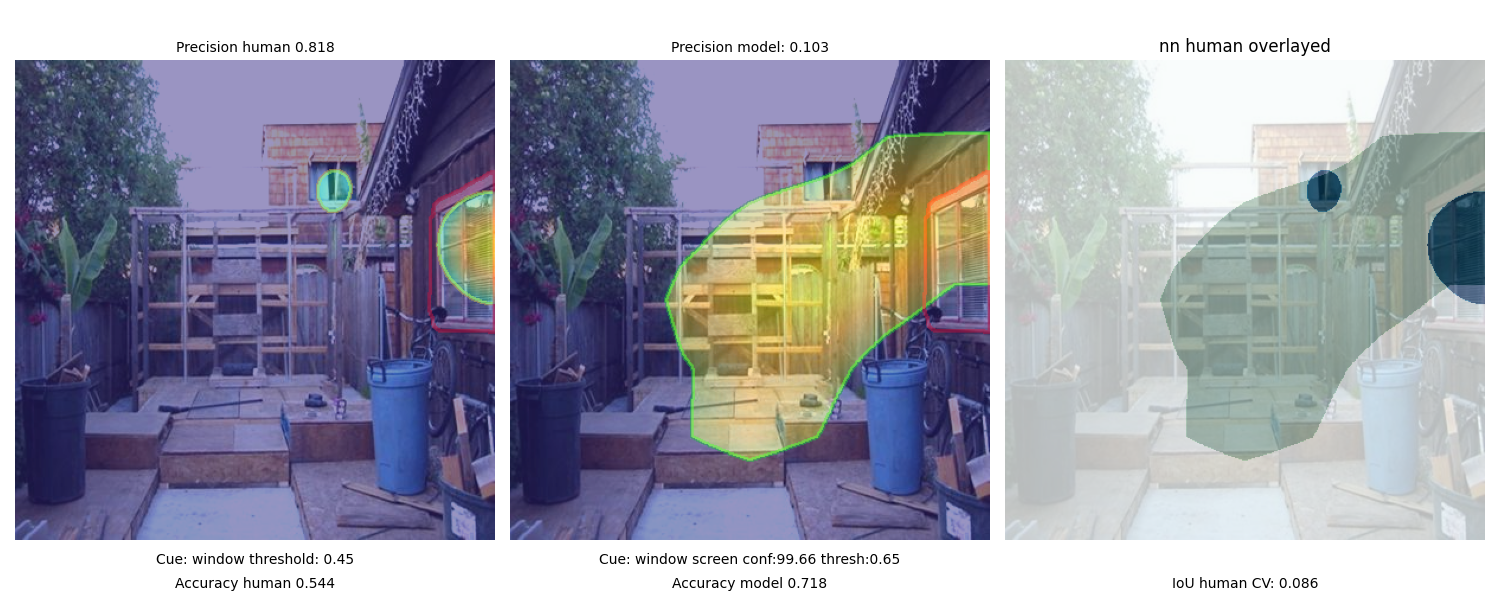 Precision human 0.818
Precision model: 0.103
nn human overlayed
Cue: window threshold: 0.45
Cue: window screen conf:99.66 thresh:0.65
Accuracy human 0.544
Accuracy model 0.718
IoU human CV: 0.086